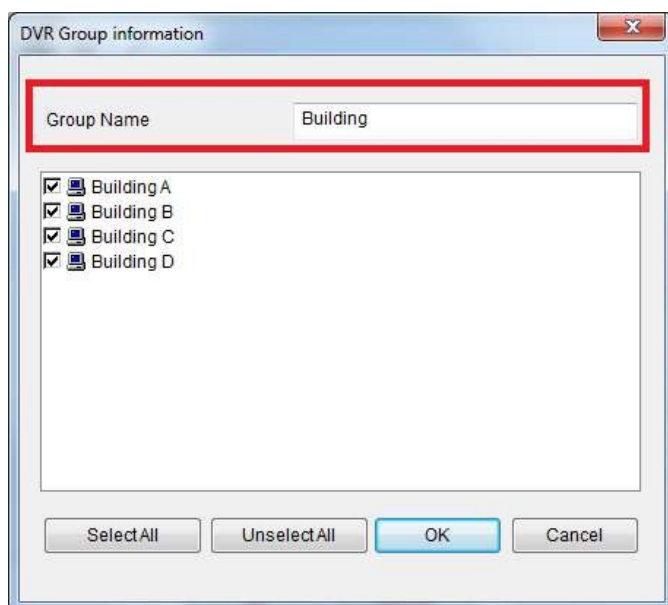 DVR Group information
Group Name Building
Building A
Building B
Building C
Building D
Select All Unselect All OK Cancel